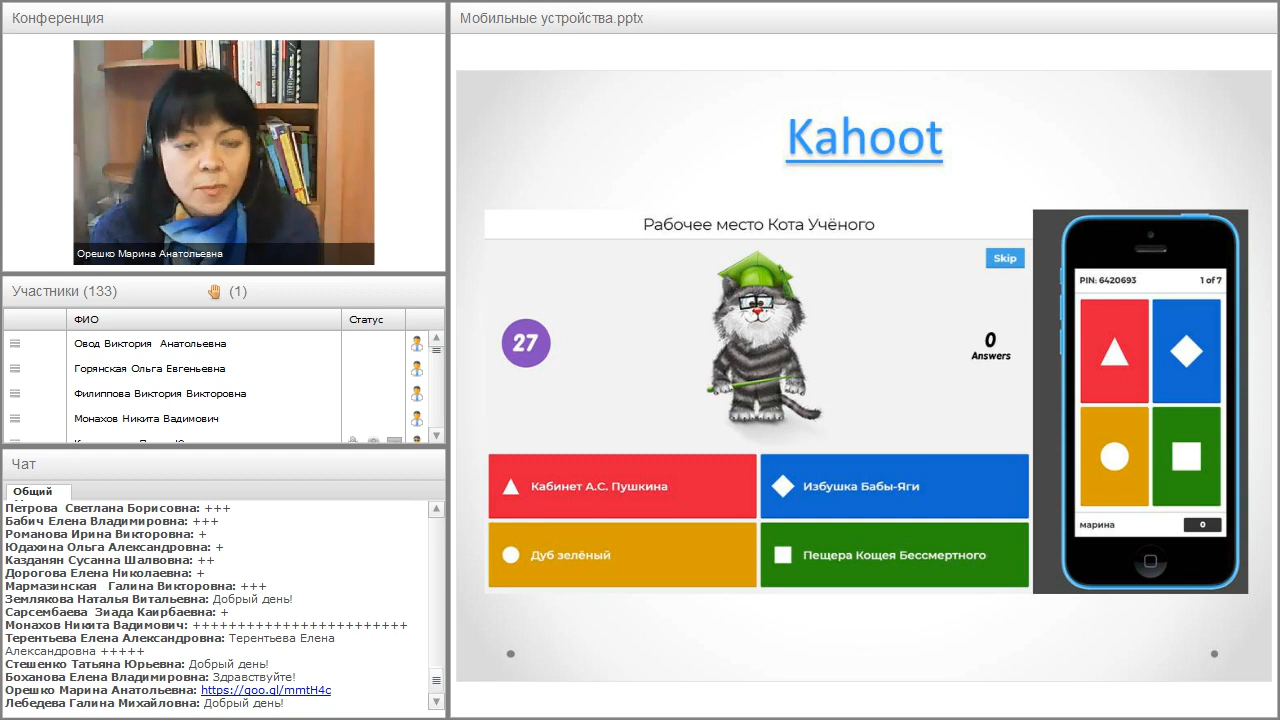 Конференция
Орешко Марина Анатольевна
Участники (133)
(1)
ФИО Статус
Овод Виктория Анатольевна
Горянская Ольга Евгеньевна
Филиппова Виктория Викторовна
Монахов Никита Вадимович
Чат
Общий
Петрова Светлана Борисовна: +++
Бабич Елена Владимировна: +++
Романова Ирина Викторовна: +
Юдахина Ольга Александровна: +
Казданян Сусанна Шалвовна: ++
Дорогова Елена Николаевна: +
Мармазинская Галина Викторовна: +++
Землякова Наталья Витальевна: Добрый день!
Сарсембаева Зиада Каирбаевна: +
Монахов Никита Вадимович: ++++++++++++++++++++++++
Терентьева Елена Александровна: Терентьева Елена
Александровна +++++
Стешенко Татьяна Юрьевна: Добрый день!
Боханова Елена Владимировна: Здравствуйте!
Орешко Марина Анатольевна: https://goo.gl/mmtH4c
Лебедева Галина Михайловна: Добрый день!
Мобильные устройства.pptx
Kahoot
Рабочее место Кота Учёного
Skip
27
0
Answers
Кабинет А.С. Пушкина
Избушка Бабы-Яги
Дуб зелёный
Пещера Кощея Бессмертного
PIN: 6420693 1 of 7
марина 0